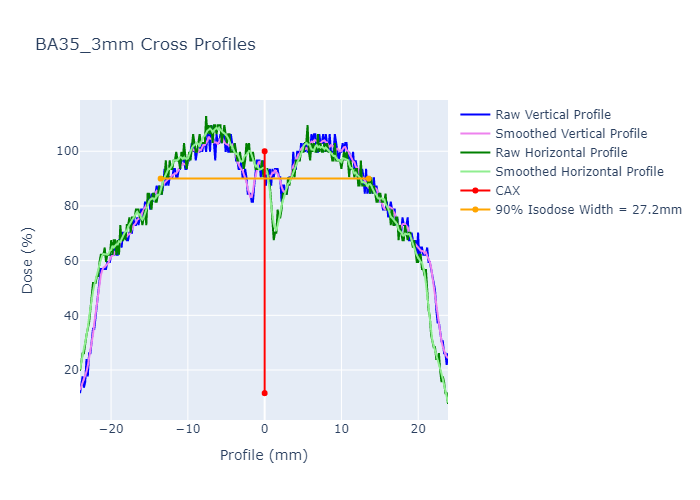 BA35_3mm Cross Profiles
Raw Vertical Profile
Smoothed Vertical Profile
Raw Horizontal Profile
Smoothed Horizontal Profile
CAX
90% Isodose Width = 27.2mm
Dose (%)
100
80
60
40
20
−20
−10
0
10
20
Profile (mm)